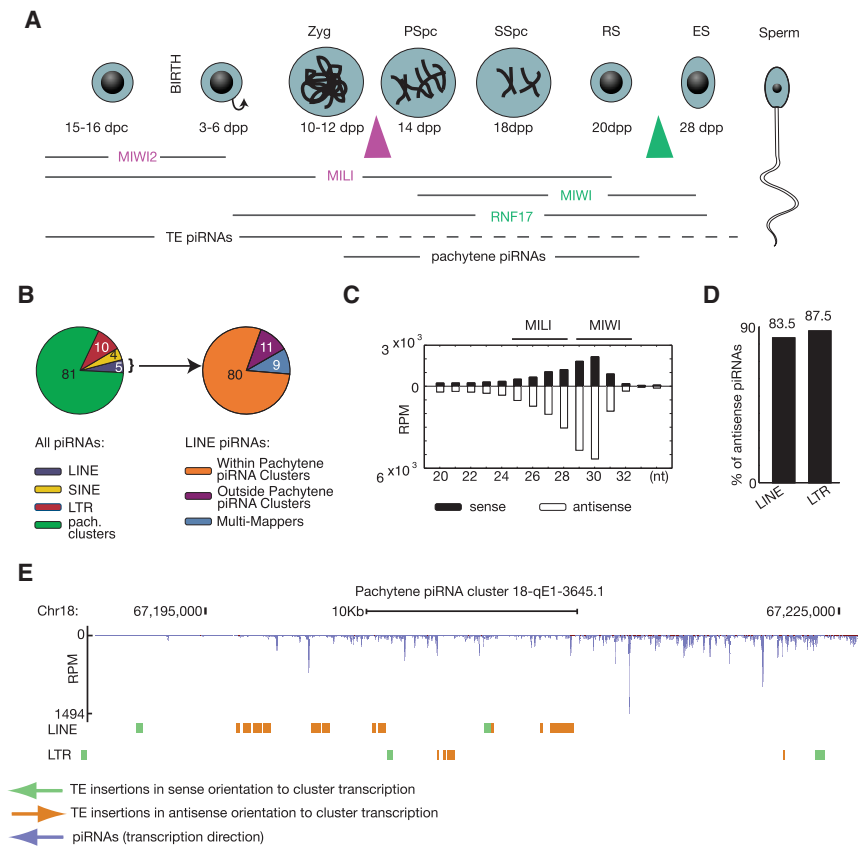 A
Zyg PSpc SSpc RS ES Sperm
BIRTH
15-16 dpc 3-6 dpp 10-12 dpp 14 dpp 18dpp 20dpp 28 dpp
MIWI2
MILI
MIWI
RNF17
TE piRNAs
pachytene piRNAs
B
10
4
5
81
}
11
9
80
All piRNAs:
LINE
SINE
LTR
pach.
clusters
LINE piRNAs:
Within Pachytene
piRNA Clusters
Outside Pachytene
piRNA Clusters
Multi-Mappers
C
MILI MIWI
3 x10³
0
RPM
6 x10³
20 22 24 26 28 30 32 (nt)
sense antisense
D
83.5 87.5
90
% of antisense piRNAs
0
LINE LTR
E
Pachytene piRNA cluster 18-qE1-3645.1
Chr18: 67,195,000 10Kb 67,225,000
0
RPM
1494
LINE
LTR
TE insertions in sense orientation to cluster transcription
TE insertions in antisense orientation to cluster transcription
piRNAs (transcription direction)